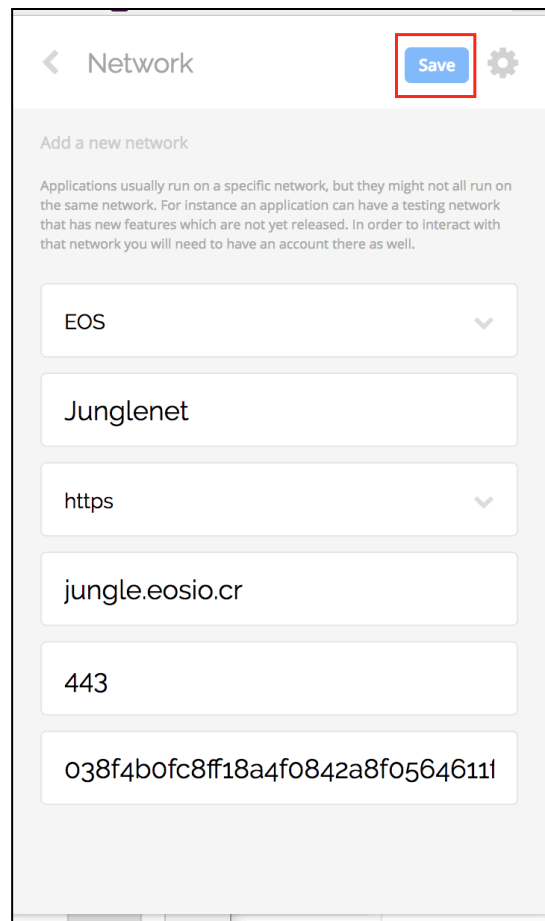 Network
Save
Add a new network
Applications usually run on a specific network, but they might not all run on
the same network. For instance an application can have a testing network
that has new features which are not yet released. In order to interact with
that network you will need to have an account there as well.
EOS
Junglenet
https
jungle.eosio.cr
443
038f4b0fc8ff18a4f0842a8f0564611f